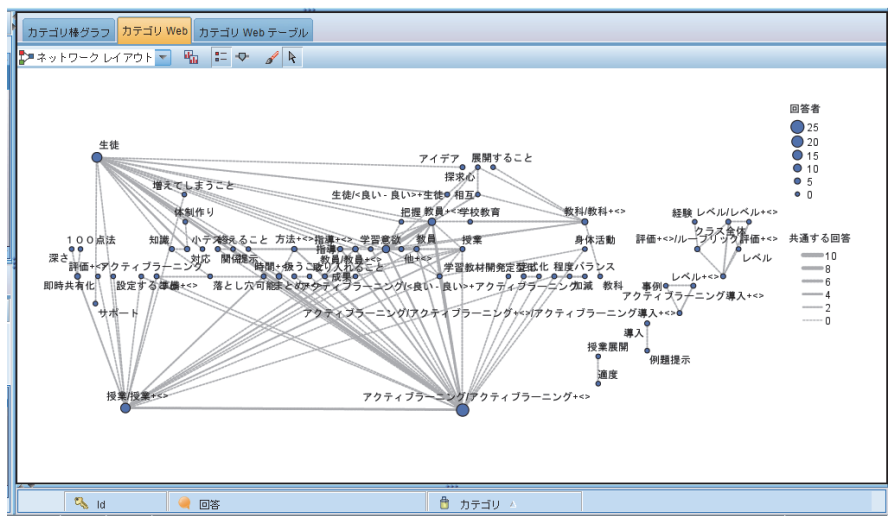 カテゴリ棒グラフ
カテゴリ Web
カテゴリ Web テーブル
ネットワーク レイアウト
回答者
25
20
15
10
5
0
生徒
アイデア
展開すること
探求心
増えてしまうこと
生徒/<良い - 良い>+生徒
相互
体制作り
把握
教員+<>
学校教育
教科/教科+<>
経験
レベル/レベル+<>
クラス全体
１００点法
知識
小テスト
方法+<>
指導+<>
学習意欲
教員
授業
身体活動
評価+<>/ルーブリック評価+<>
共通する回答
深さ
対応
指導
教員/教員+<>
他+<>
レベル
10
8
6
4
2
0
評価+<>
アクティブラーニング
時間+<>
扱うこと
取り入れること
学習教材開発
定型化
程度
バランス
レベル+<>
即時共有化
設定する
落とし穴
可能
まとめ
成果
アクティブラーニング/<良い - 良い>+アクティブラーニング
加減
教科
事例
アクティブラーニング導入+<>
サポート
アクティブラーニング/アクティブラーニング+<>/アクティブラーニング導入+<>
導入
授業展開
例題提示
適度
授業/授業+<>
アクティブラーニング/アクティブラーニング+<>
Id
回答
カテゴリ